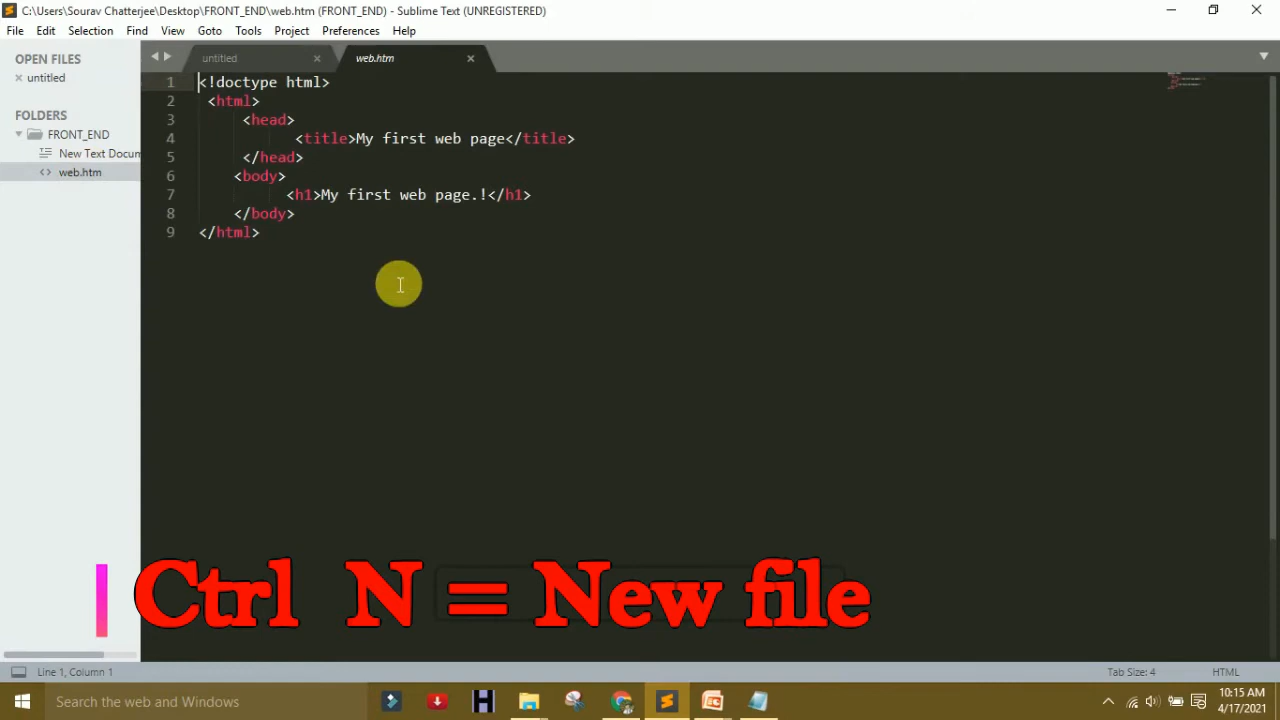 C:\Users\Sourav Chatterjee\Desktop\FRONT_END\web.htm (FRONT_END) - Sublime Text (UNREGISTERED)
File Edit Selection Find View Goto Tools Project Preferences Help
OPEN FILES
untitled
FOLDERS
FRONT_END
New Text Docum
web.htm
untitled
web.htm
1 <!doctype html>
2 <html>
3 <head>
4 <title>My first web page</title>
5 </head>
6 <body>
7 <h1>My first web page.!</h1>
8 </body>
9 </html>
Ctrl N = New file
Line 1, Column 1
Tab Size: 4
HTML
Search the web and Windows
10:15 AM
4/17/2021